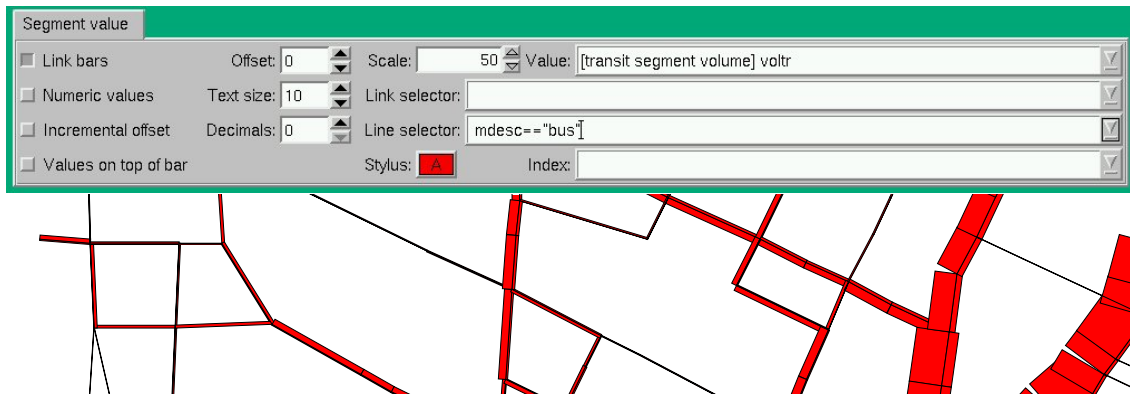 Segment value
Link bars Offset: 0 Scale: 50 Value: [transit segment volume] voltr
Numeric values Text size: 10 Link selector:
Incremental offset Decimals: 0 Line selector: mdesc=="bus"
Values on top of bar Stylus: A Index: